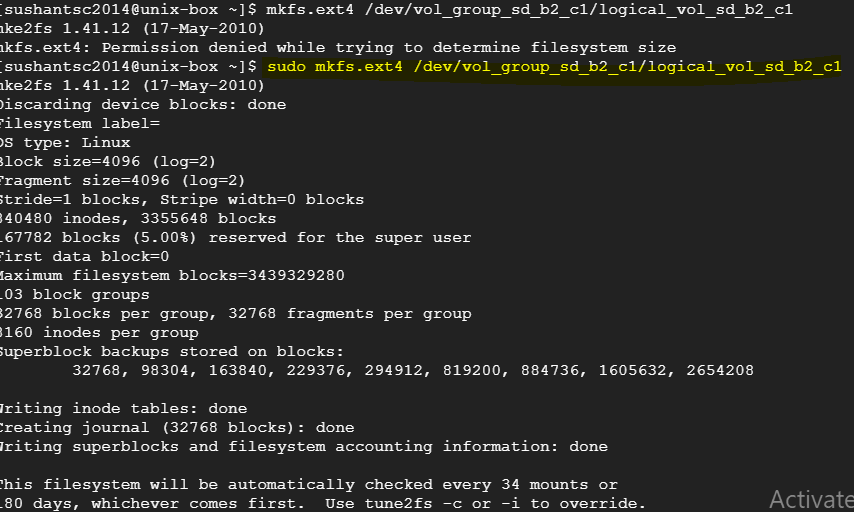 [sushantsc2014@unix-box ~]$ mkfs.ext4 /dev/vol_group_sd_b2_c1/logical_vol_sd_b2_c1
mke2fs 1.41.12 (17-May-2010)
mkfs.ext4: Permission denied while trying to determine filesystem size
[sushantsc2014@unix-box ~]$ sudo mkfs.ext4 /dev/vol_group_sd_b2_c1/logical_vol_sd_b2_c1
mke2fs 1.41.12 (17-May-2010)
Discarding device blocks: done
Filesystem label=
OS type: Linux
Block size=4096 (log=2)
Fragment size=4096 (log=2)
Stride=1 blocks, Stripe width=0 blocks
840480 inodes, 3355648 blocks
167782 blocks (5.00%) reserved for the super user
First data block=0
Maximum filesystem blocks=3439329280
103 block groups
32768 blocks per group, 32768 fragments per group
8160 inodes per group
Superblock backups stored on blocks:
32768, 98304, 163840, 229376, 294912, 819200, 884736, 1605632, 2654208
Writing inode tables: done
Creating journal (32768 blocks): done
Writing superblocks and filesystem accounting information: done
This filesystem will be automatically checked every 34 mounts or
180 days, whichever comes first. Use tune2fs -c or -i to override.
Activate